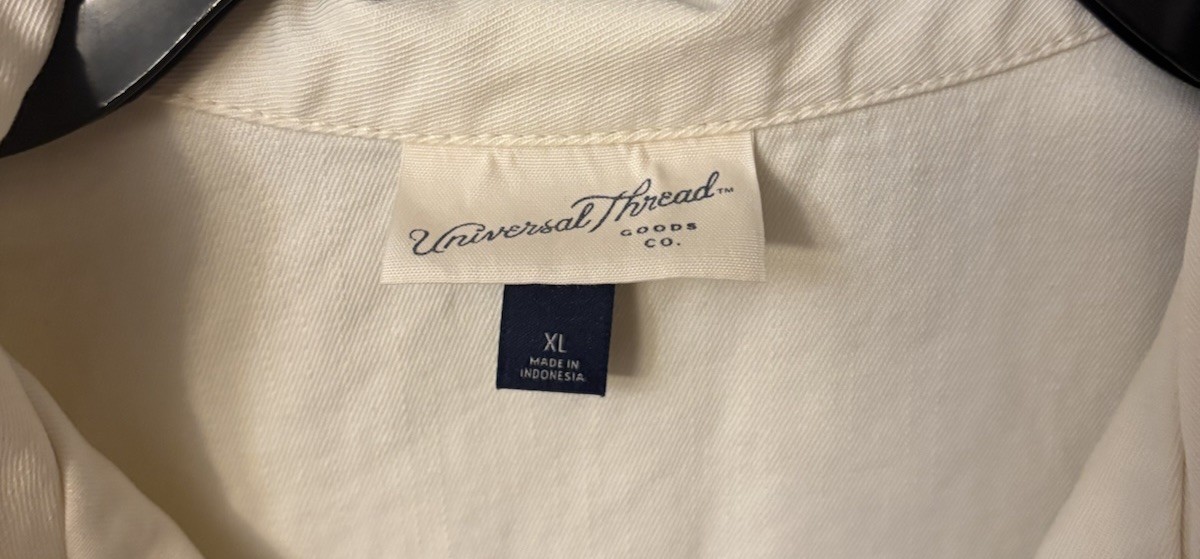 Universal Thread™
GOODS
CO.
XL
MADE IN
INDONESIA